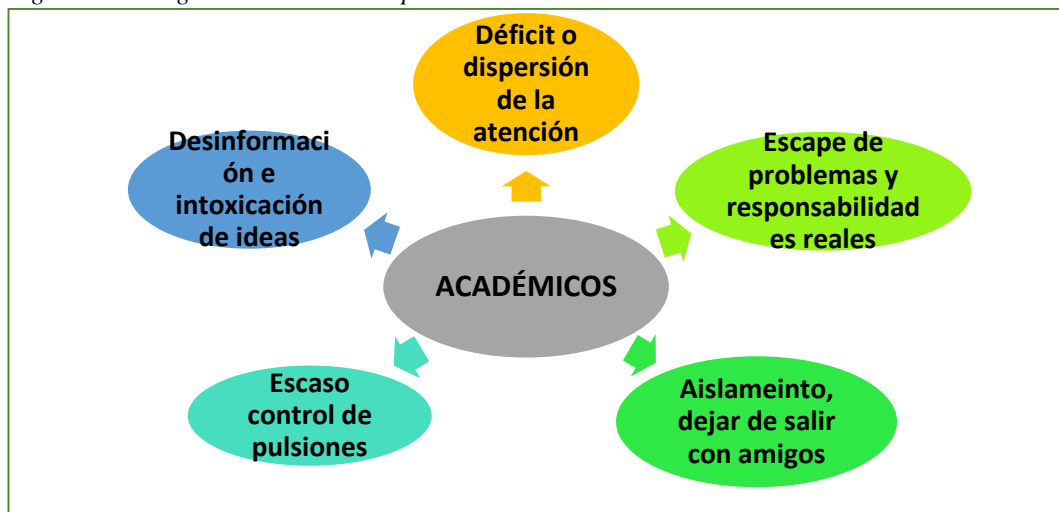 Déficit o
dispersión
de la
atención
Desinformaci
ón e
intoxicación
de ideas
Escape de
problemas y
responsabilidad
es reales
ACADÉMICOS
Escaso
control de
pulsiones
Aislameinto,
dejar de salir
con amigos